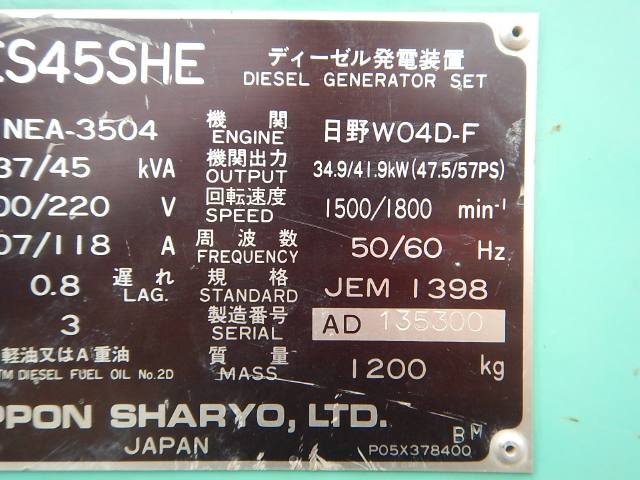 ES45SHE ディーゼル発電装置
DIESEL GENERATOR SET
NEA-3504 機関 ENGINE 日野W04D-F
37/45 kVA 機関出力 OUTPUT 34.9/41.9kW(47.5/57PS)
00/220 V 回転速度 SPEED 1500/1800 min⁻¹
07/118 A 周波数 FREQUENCY 50/60 Hz
0.8 遅れ LAG. 規格 STANDARD JEM 1398
3 製造番号 SERIAL AD 135300
軽油又はA重油 質量 MASS 1200 kg
TM DIESEL FUEL OIL No.2D
PPON SHARYO, LTD.
JAPAN
BM
P05X378400